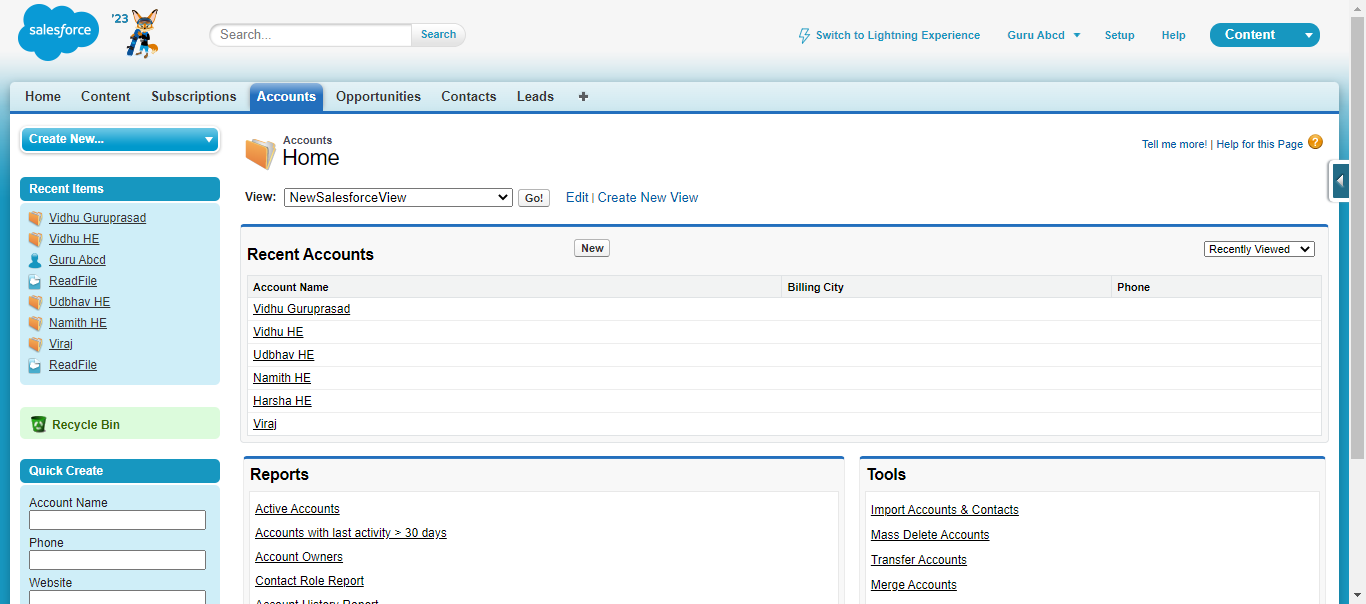 salesforce
'23
Search...
Search
Switch to Lightning Experience
Guru Abcd
Setup
Help
Content
Home
Content
Subscriptions
Accounts
Opportunities
Contacts
Leads
+
Create New...
Recent Items
Vidhu Guruprasad
Vidhu HE
Guru Abcd
ReadFile
Udbhav HE
Namith HE
Viraj
ReadFile
Recycle Bin
Quick Create
Account Name
Phone
Website
Accounts
Home
Tell me more! | Help for this Page ?
View: NewSalesforceView Go! Edit | Create New View
Recent Accounts
New
Recently Viewed
Account Name Billing City Phone
Vidhu Guruprasad
Vidhu HE
Udbhav HE
Namith HE
Harsha HE
Viraj
Reports
Active Accounts
Accounts with last activity > 30 days
Account Owners
Contact Role Report
Account History Report
Tools
Import Accounts & Contacts
Mass Delete Accounts
Transfer Accounts
Merge Accounts